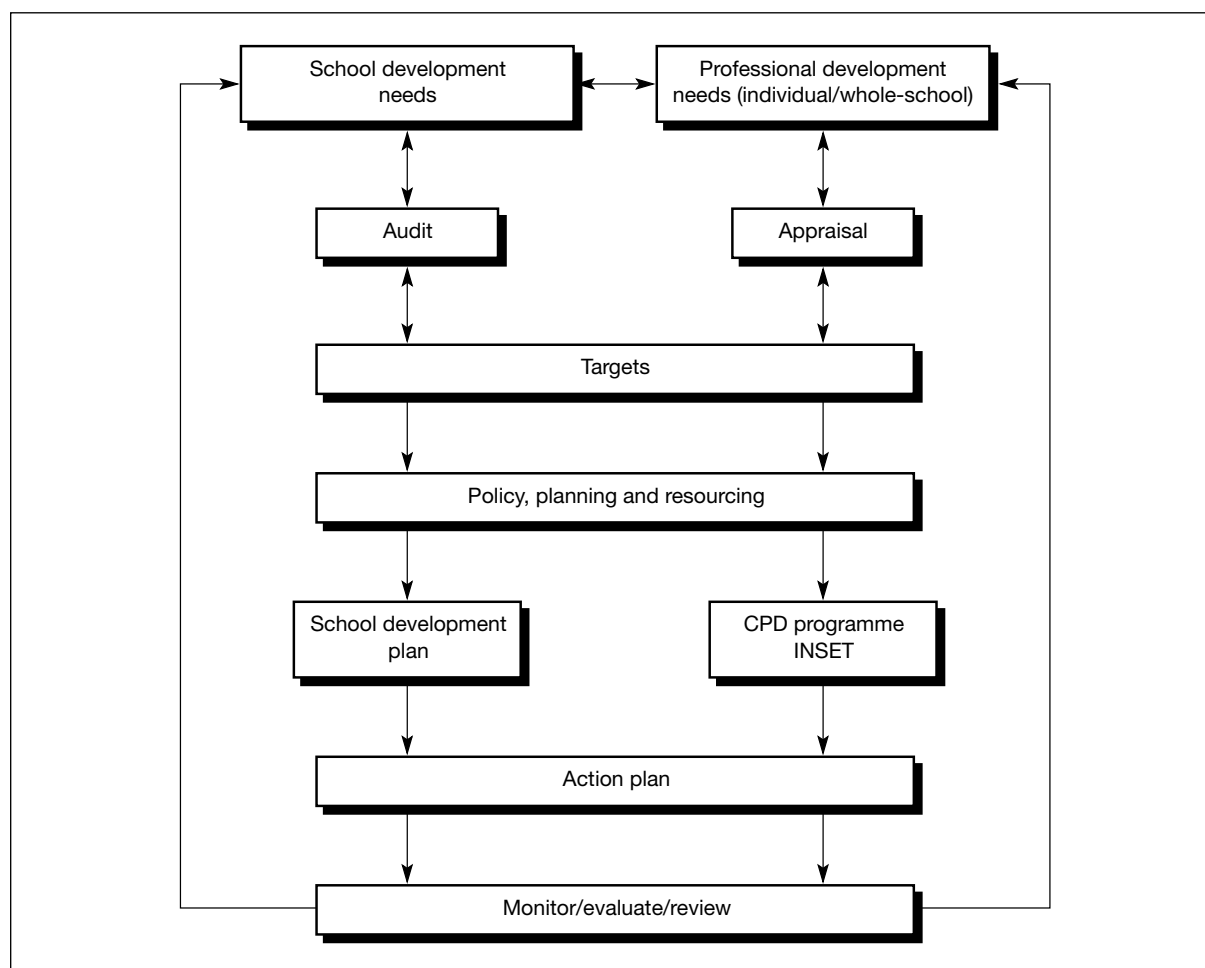 School development
needs
Professional development
needs (individual/whole-school)
Audit
Appraisal
Targets
Policy, planning and resourcing
School development
plan
CPD programme
INSET
Action plan
Monitor/evaluate/review